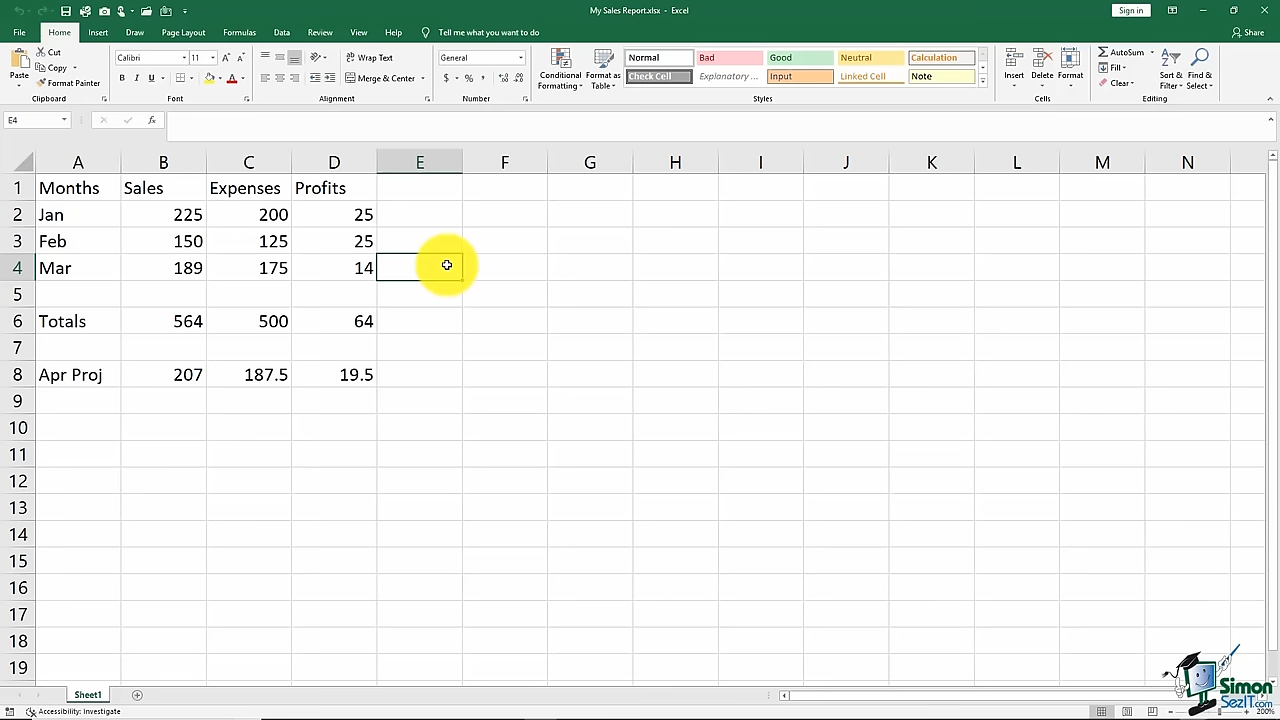 My Sales Report.xlsx - Excel
Sign in
File Home Insert Draw Page Layout Formulas Data Review View Help Tell me what you want to do Share
Paste
Cut
Copy
Format Painter
Clipboard
Calibri 11
B I U
Font
Wrap Text
Merge & Center
Alignment
General
$ % ,
Number
Conditional Formatting
Format as Table
Normal Bad Good Neutral Calculation
Check Cell Explanatory ... Input Linked Cell Note
Styles
Insert Delete Format
Cells
AutoSum
Fill
Clear
Sort & Filter
Find & Select
Editing
E4 fx
A B C D E F G H I J K L M N
1 Months Sales Expenses Profits
2 Jan 225 200 25
3 Feb 150 125 25
4 Mar 189 175 14
5
6 Totals 564 500 64
7
8 Apr Proj 207 187.5 19.5
9
10
11
12
13
14
15
16
17
18
19
Sheet1
Accessibility: Investigate
200%
Simon
SezIT.com